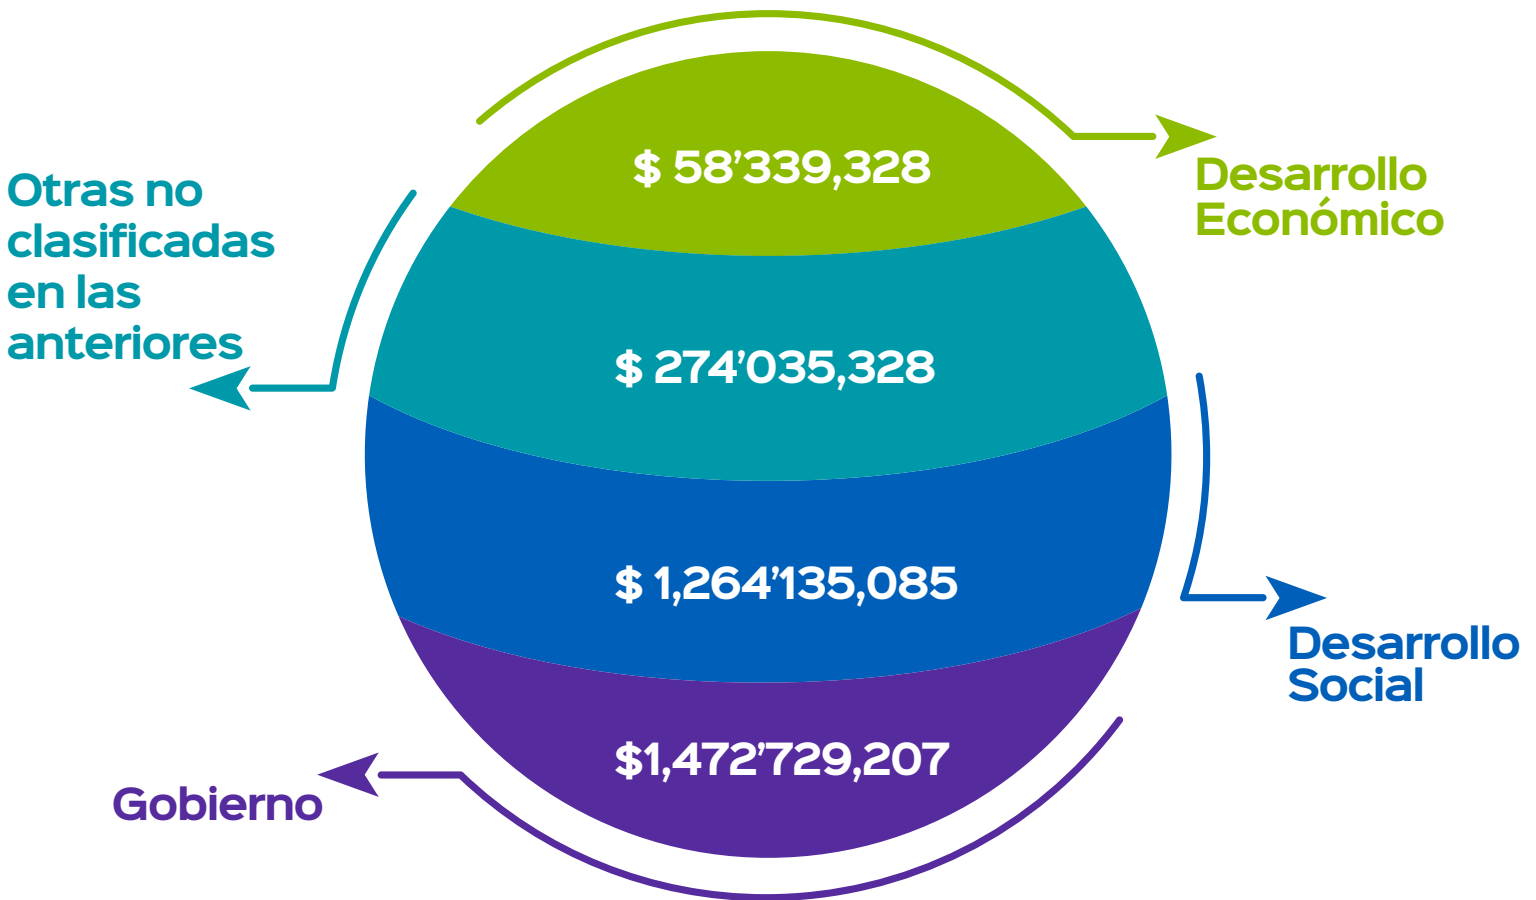 $ 58’339,328
Desarrollo
Económico
Otras no
clasificadas
en las
anteriores
$ 274’035,328
$ 1,264’135,085
Desarrollo
Social
$1,472’729,207
Gobierno